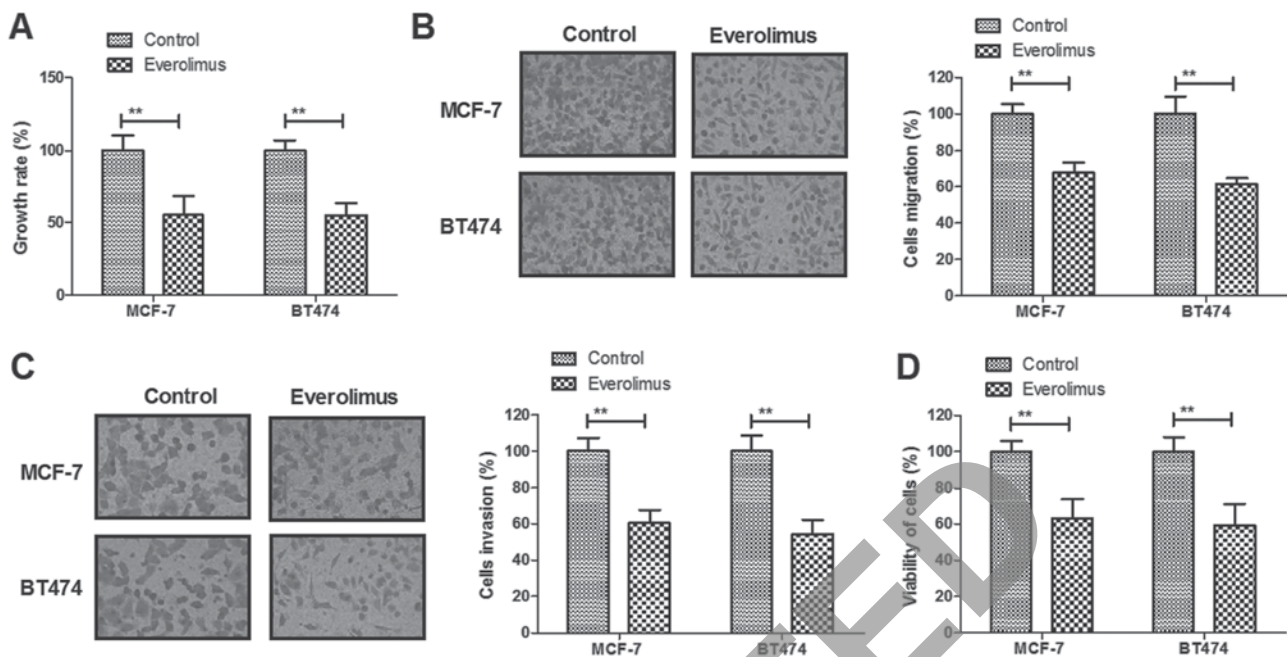 A
Control
Everolimus
Growth rate (%)
150
100
50
0
**
**
MCF-7
BT474
B
Control
Everolimus
MCF-7
BT474
Control
Everolimus
Cells migration (%)
120
100
80
60
40
20
0
**
**
MCF-7
BT474
C
Control
Everolimus
MCF-7
BT474
Control
Everolimus
Cells invasion (%)
120
100
80
60
40
20
0
**
**
MCF-7
BT474
D
Control
Everolimus
Viability of cells (%)
120
100
80
60
40
20
0
**
**
MCF-7
BT474
TED